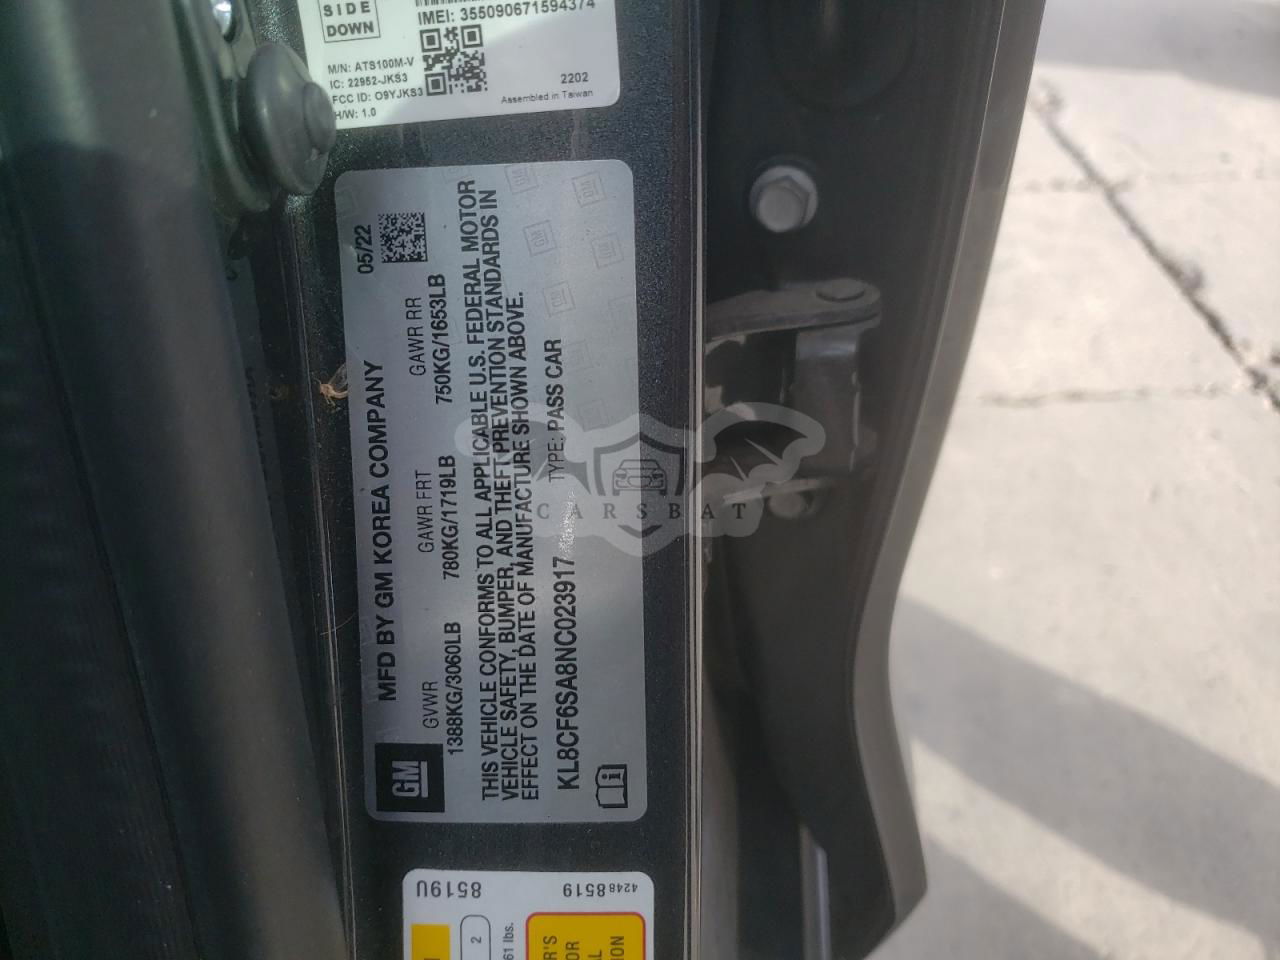 SIDE
DOWN
IMEI: 355090671594374
M/N: ATS100M-V
IC: 22952-JKS3
FCC ID: O9YJKS3
H/W: 1.0
2202
Assembled in Taiwan
MFD BY GM KOREA COMPANY
05/22
GVWR GAWR FRT GAWR RR
1388KG/3060LB 780KG/1719LB 750KG/1653LB
THIS VEHICLE CONFORMS TO ALL APPLICABLE U.S. FEDERAL MOTOR
VEHICLE SAFETY, BUMPER, AND THEFT PREVENTION STANDARDS IN
EFFECT ON THE DATE OF MANUFACTURE SHOWN ABOVE.
KL8CF6SA8NC023917 TYPE: PASS CAR
GM
CARSBAT
8519U
42488519
2
61 lbs.